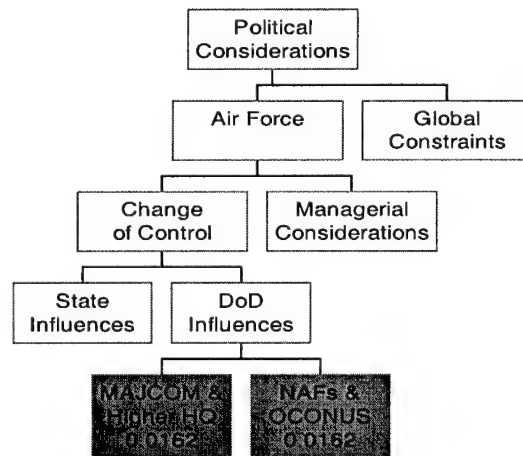 Political
Considerations
Air Force
Global
Constraints
Change
of Control
Managerial
Considerations
State
Influences
DoD
Influences
MAJCOM &
Higher HQ
0.0162
NAFs &
OCONUS
0.0162